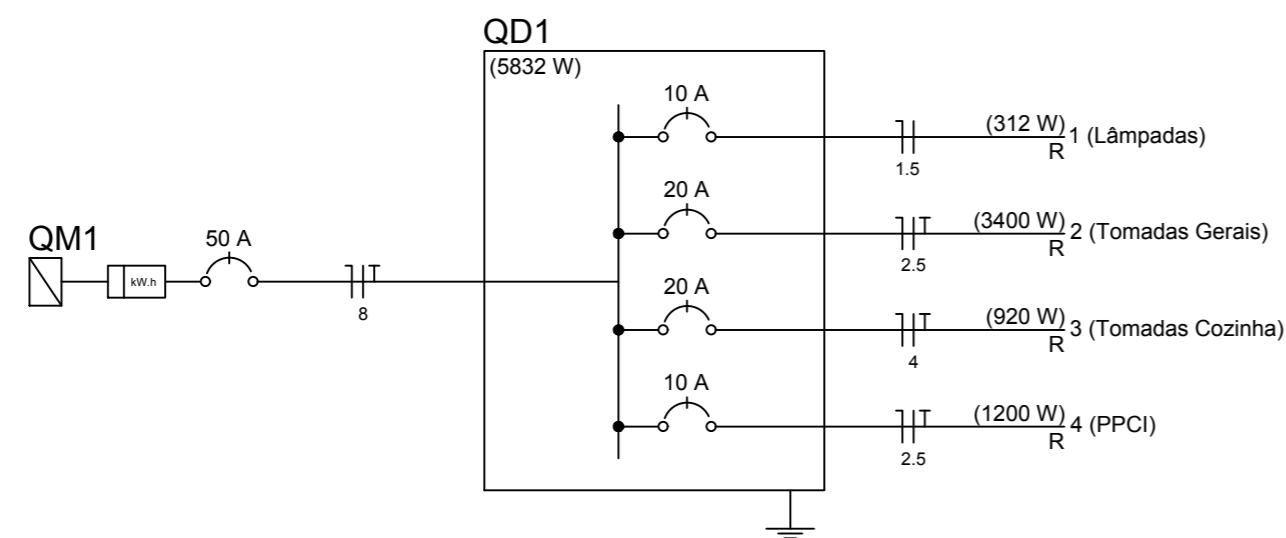 QD1
(5832 W)
10 A
(312 W)
R
1 (Lâmpadas)
1.5
20 A
(3400 W)
R
2 (Tomadas Gerais)
2.5
QM1
kW.h
50 A
8
20 A
(920 W)
R
3 (Tomadas Cozinha)
4
10 A
(1200 W)
R
4 (PPCI)
2.5